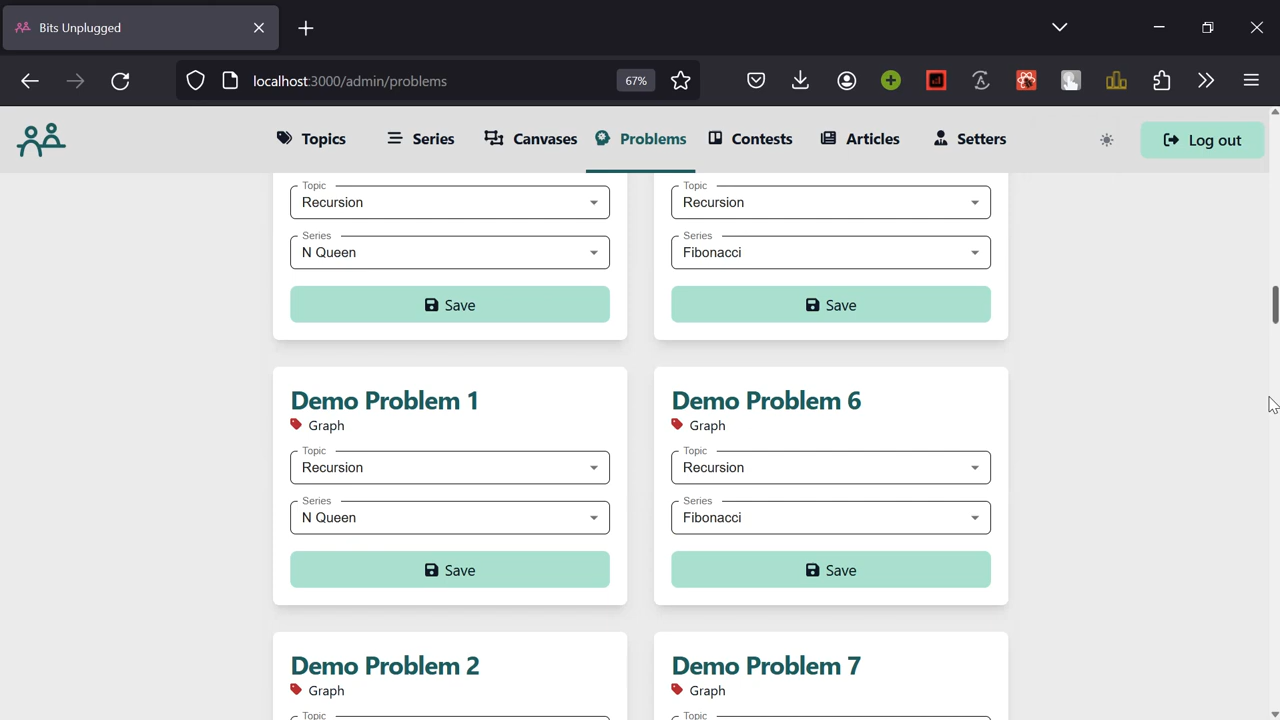 Bits Unplugged
localhost:3000/admin/problems
67%
Topics
Series
Canvases
Problems
Contests
Articles
Setters
Log out
Topic
Recursion
Series
N Queen
Save
Topic
Recursion
Series
Fibonacci
Save
Demo Problem 1
Graph
Topic
Recursion
Series
N Queen
Save
Demo Problem 6
Graph
Topic
Recursion
Series
Fibonacci
Save
Demo Problem 2
Graph
Topic
Demo Problem 7
Graph
Topic